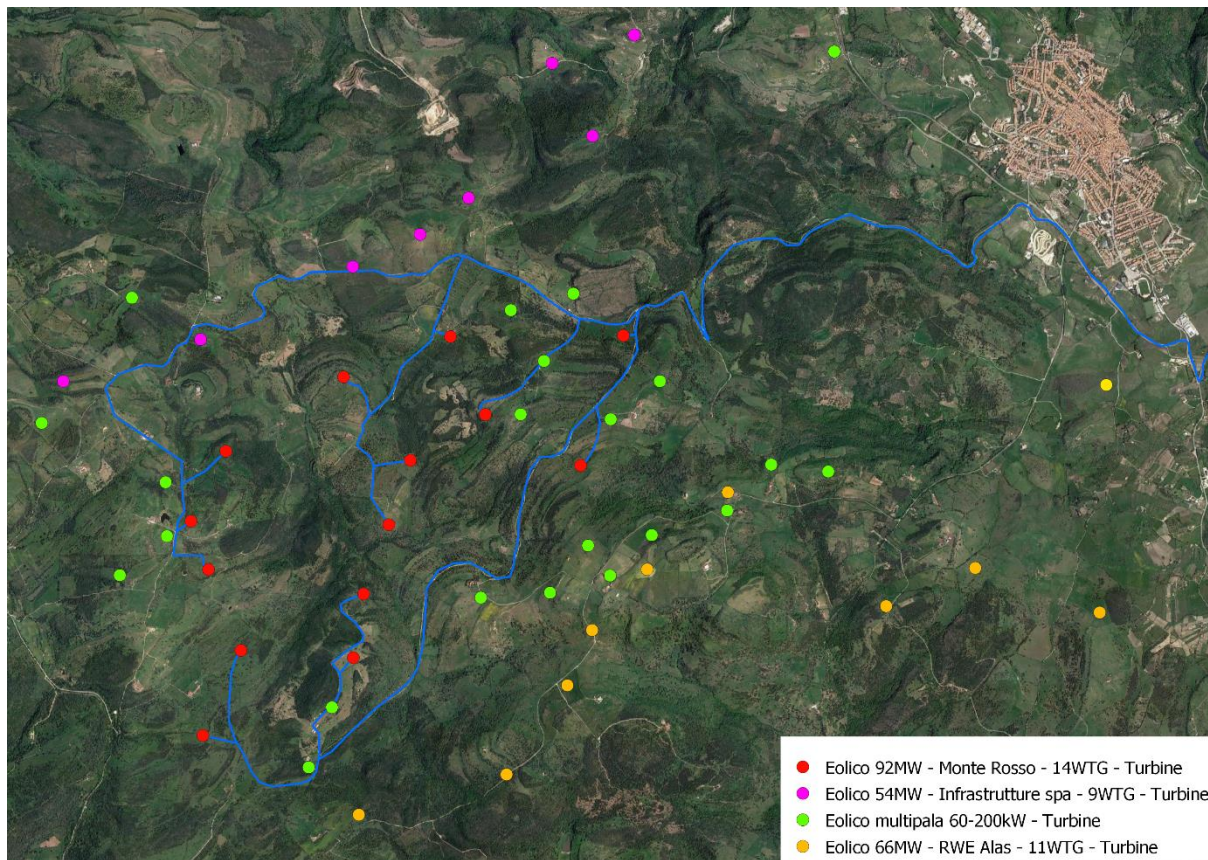 Eolico 92MW - Monte Rosso - 14WTG - Turbine
Eolico 54MW - Infrastrutture spa - 9WTG - Turbine
Eolico multipala 60-200kW - Turbine
Eolico 66MW - RWE Alas - 11WTG - Turbine